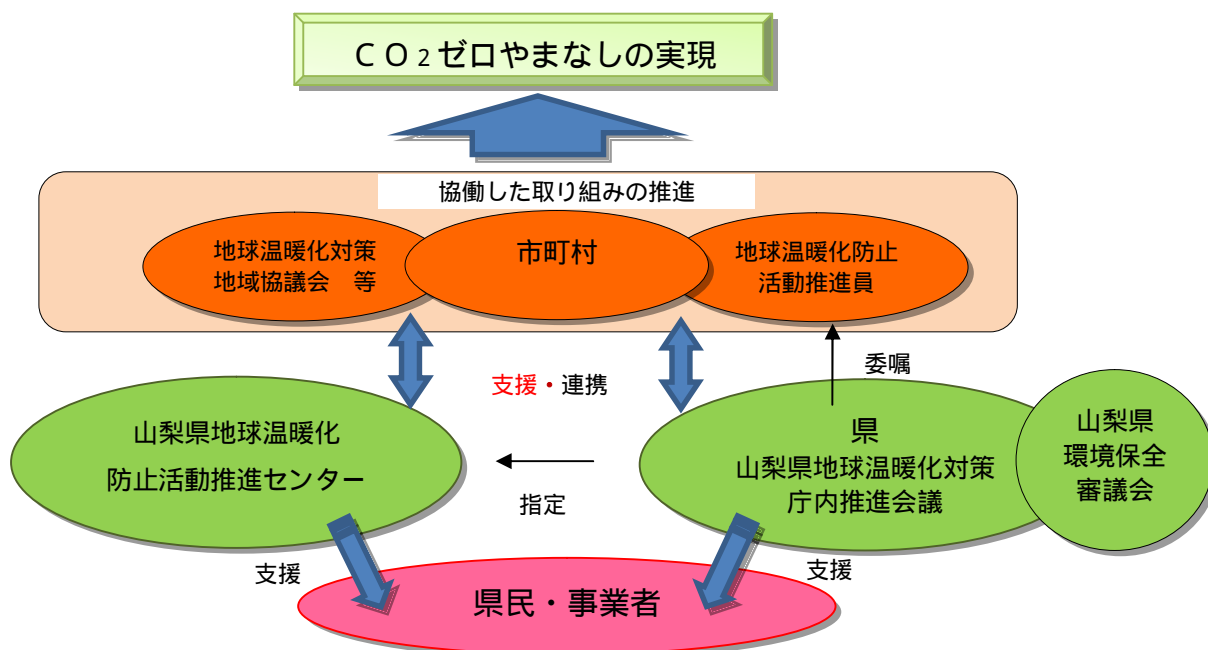 ＣＯ２ゼロやまなしの実現
協働した取り組みの推進
地球温暖化対策
地域協議会　等
市町村
地球温暖化防止
活動推進員
委嘱
支援・連携
山梨県地球温暖化
防止活動推進センター
指定
県
山梨県地球温暖化対策
庁内推進会議
山梨県
環境保全
審議会
支援
支援
県民・事業者